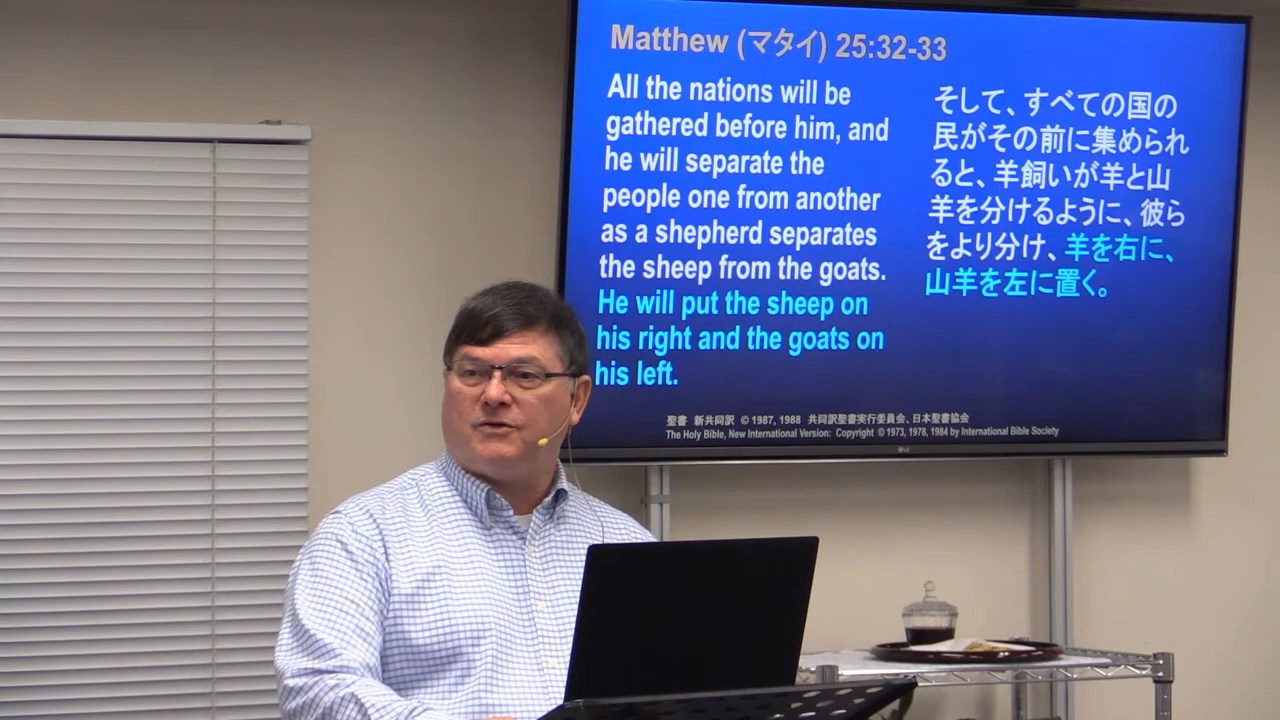 Matthew (マタイ) 25:32-33
All the nations will be
gathered before him, and
he will separate the
people one from another
as a shepherd separates
the sheep from the goats.
He will put the sheep on
his right and the goats on
his left.
そして、すべての国の
民がその前に集められ
ると、羊飼いが羊と山
羊を分けるように、彼ら
をより分け、羊を右に、
山羊を左に置く。
聖書 新共同訳 © 1987, 1988 共同訳聖書実行委員会、日本聖書協会
The Holy Bible, New International Version: Copyright © 1973, 1978, 1984 by International Bible Society
LG